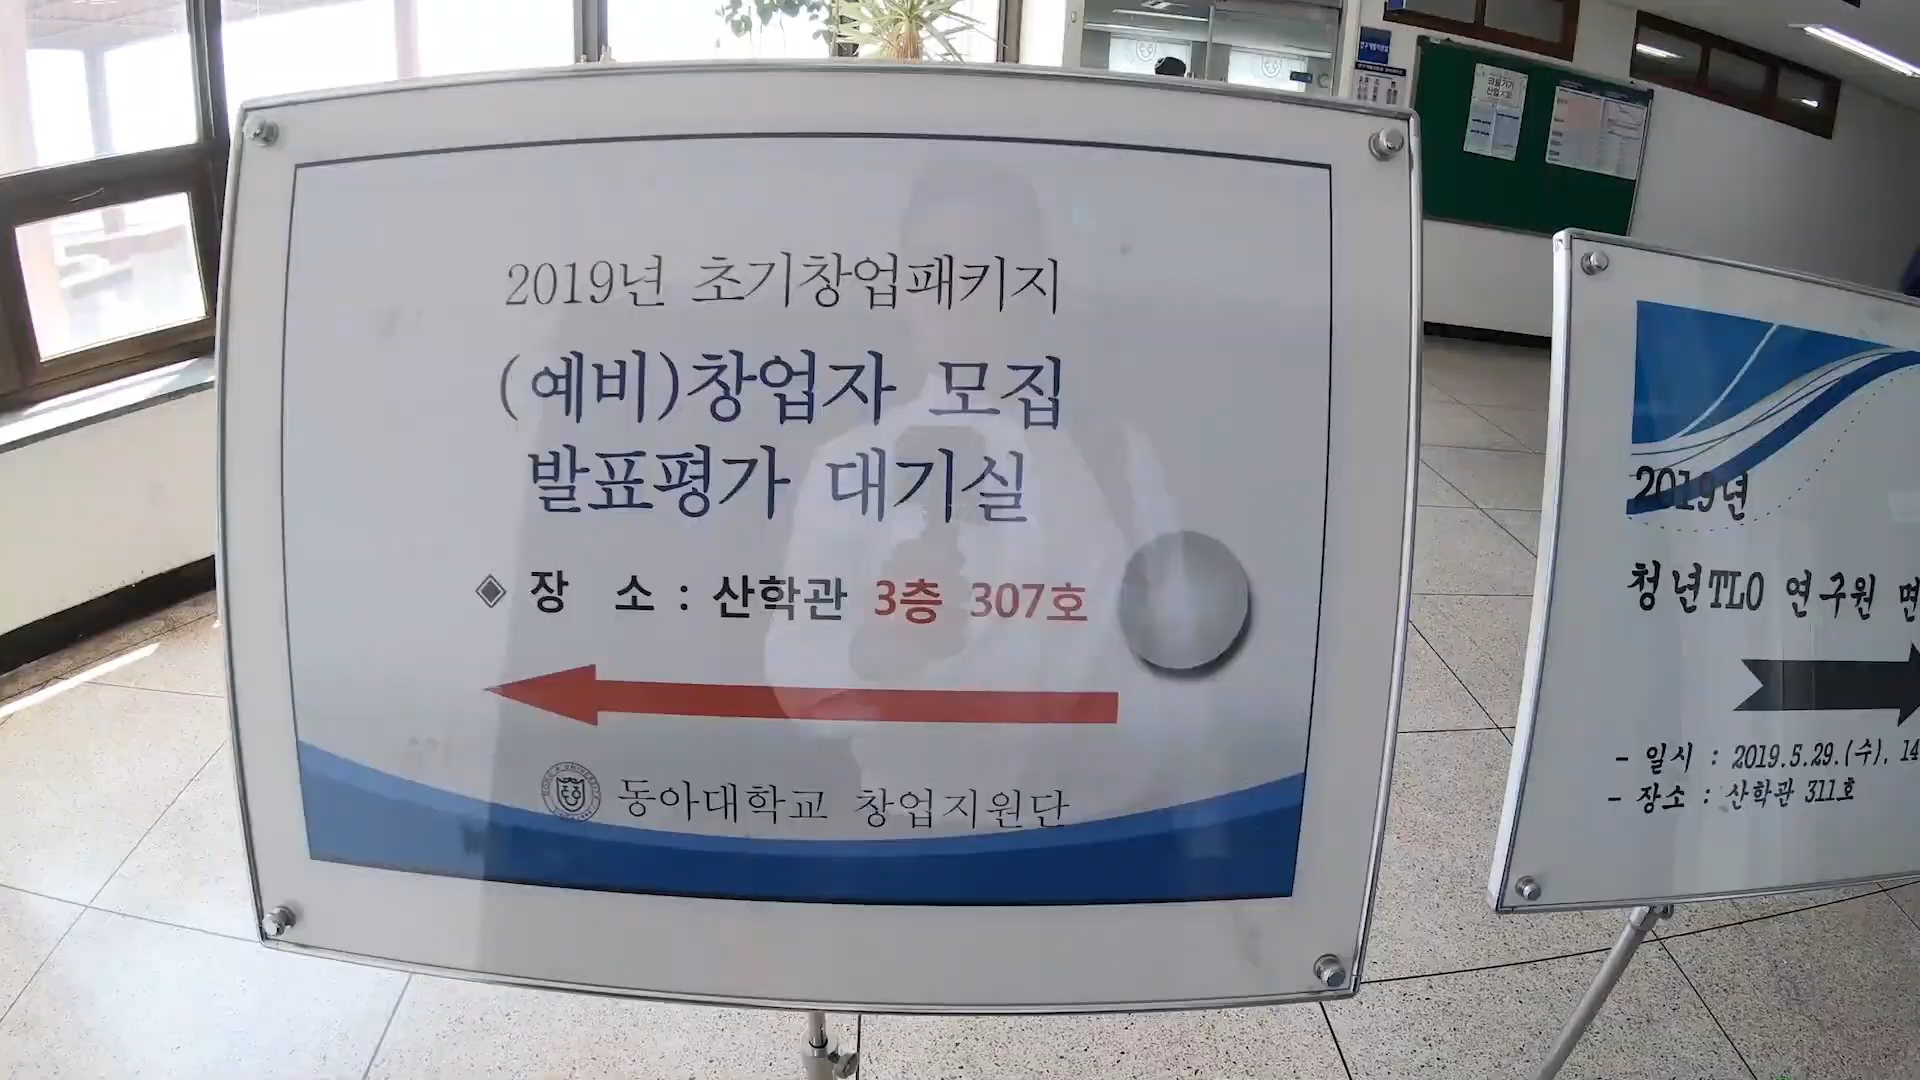 2019년 초기창업패키지
(예비)창업자 모집
발표평가 대기실
◈ 장 소 : 산학관 3층 307호
동아대학교 창업지원단
2019년
청년TLO 연구원 면
- 일시 : 2019.5.29.(수), 14
- 장소 : 산학관 311호
의료기기